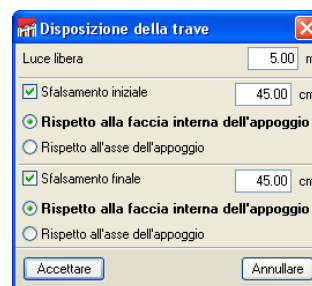 Disposizione della trave
Luce libera 5.00 m
Sfalsamento iniziale 45.00 cm
Rispetto alla faccia interna dell'appoggio
Rispetto all'asse dell'appoggio
Sfalsamento finale 45.00 cm
Rispetto alla faccia interna dell'appoggio
Rispetto all'asse dell'appoggio
Accettare Annullare